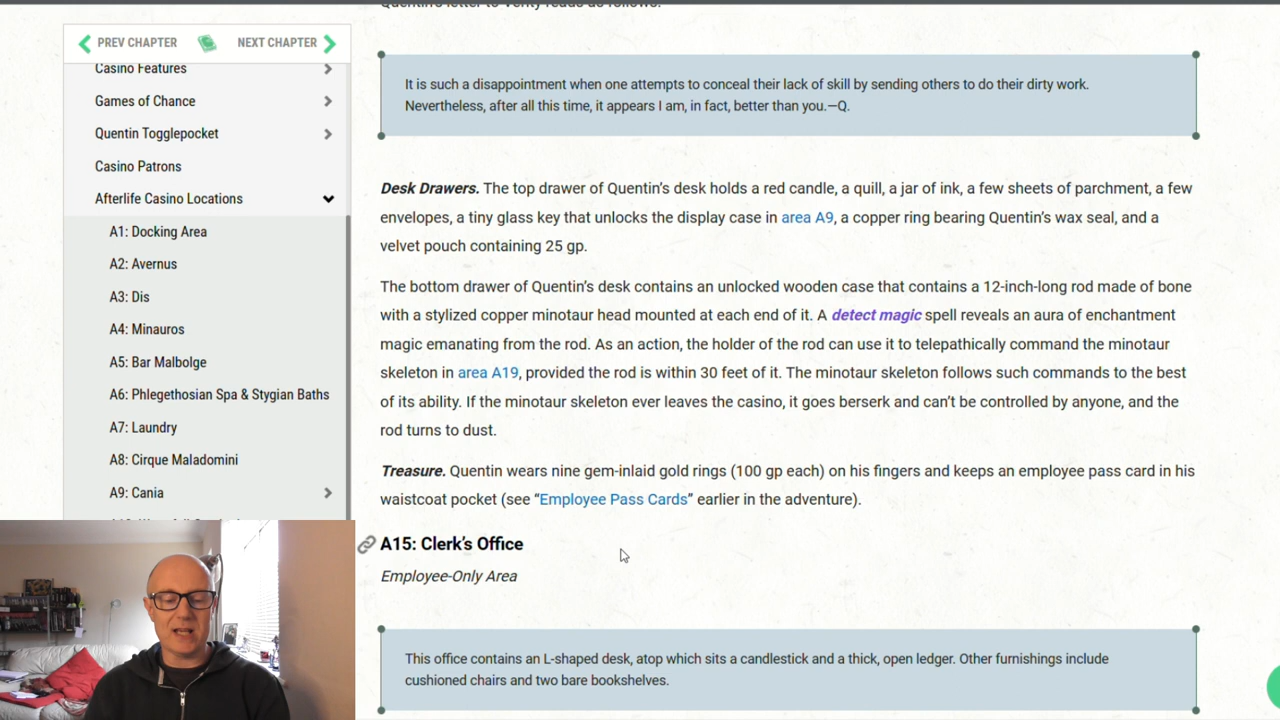 Quentin's letter to Verity reads as follows:
PREV CHAPTER
NEXT CHAPTER
Casino Features
Games of Chance
Quentin Togglepocket
Casino Patrons
Afterlife Casino Locations
A1: Docking Area
A2: Avernus
A3: Dis
A4: Minauros
A5: Bar Malbolge
A6: Phlegethosian Spa & Stygian Baths
A7: Laundry
A8: Cirque Maladomini
A9: Cania
It is such a disappointment when one attempts to conceal their lack of skill by sending others to do their dirty work.
Nevertheless, after all this time, it appears I am, in fact, better than you.—Q.
Desk Drawers. The top drawer of Quentin's desk holds a red candle, a quill, a jar of ink, a few sheets of parchment, a few
envelopes, a tiny glass key that unlocks the display case in area A9, a copper ring bearing Quentin's wax seal, and a
velvet pouch containing 25 gp.
The bottom drawer of Quentin's desk contains an unlocked wooden case that contains a 12-inch-long rod made of bone
with a stylized copper minotaur head mounted at each end of it. A detect magic spell reveals an aura of enchantment
magic emanating from the rod. As an action, the holder of the rod can use it to telepathically command the minotaur
skeleton in area A19, provided the rod is within 30 feet of it. The minotaur skeleton follows such commands to the best
of its ability. If the minotaur skeleton ever leaves the casino, it goes berserk and can't be controlled by anyone, and the
rod turns to dust.
Treasure. Quentin wears nine gem-inlaid gold rings (100 gp each) on his fingers and keeps an employee pass card in his
waistcoat pocket (see “Employee Pass Cards” earlier in the adventure).
A15: Clerk's Office
Employee-Only Area
This office contains an L-shaped desk, atop which sits a candlestick and a thick, open ledger. Other furnishings include
cushioned chairs and two bare bookshelves.